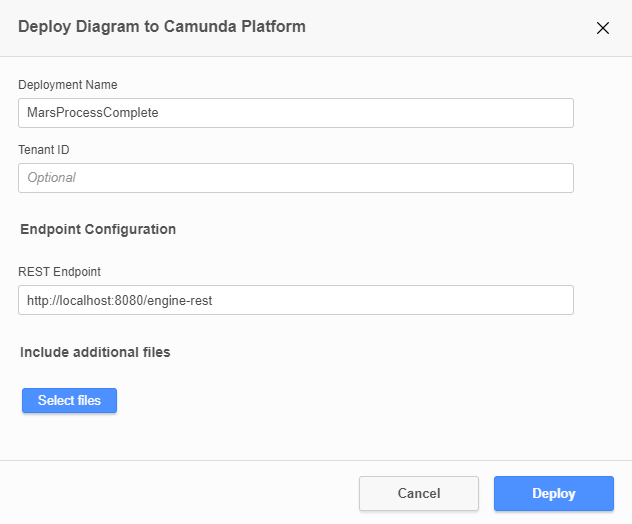 Deploy Diagram to Camunda Platform
Deployment Name
MarsProcessComplete
Tenant ID
Optional
Endpoint Configuration
REST Endpoint
http://localhost:8080/engine-rest
Include additional files
Select files
Cancel
Deploy